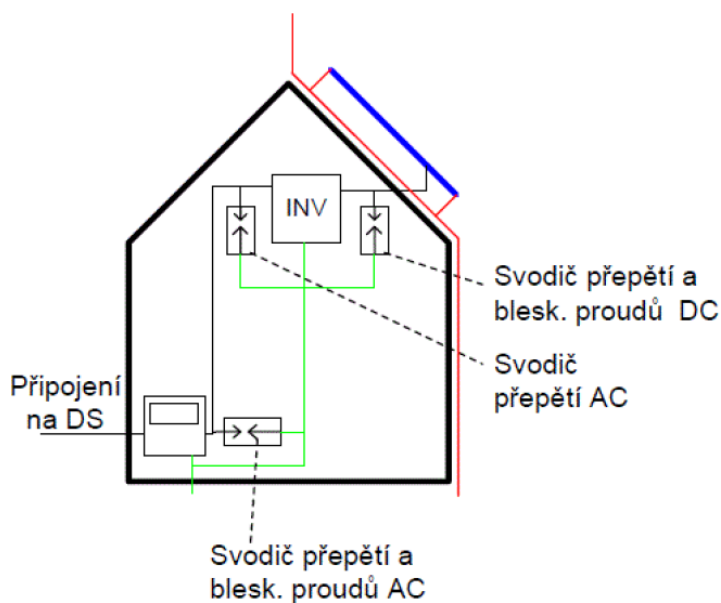 INV
Svodič přepětí a
blesk. proudů  DC
Svodič
přepětí AC
Připojení
na DS
Svodič přepětí a
blesk. proudů AC